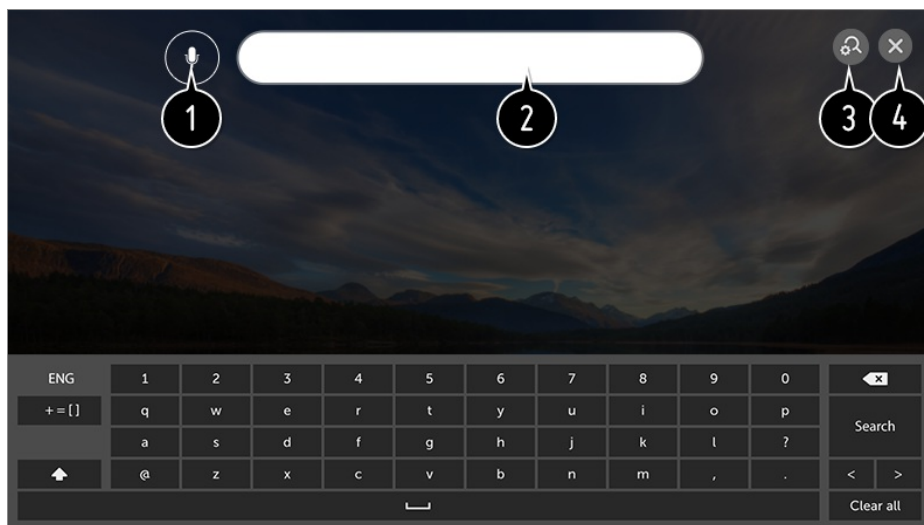 1
2
3
4
ENG 1 2 3 4 5 6 7 8 9 0
+=[] q w e r t y u i o p
a s d f g h j k l ?
Search
@ z x c v b n m , . < >
Clear all